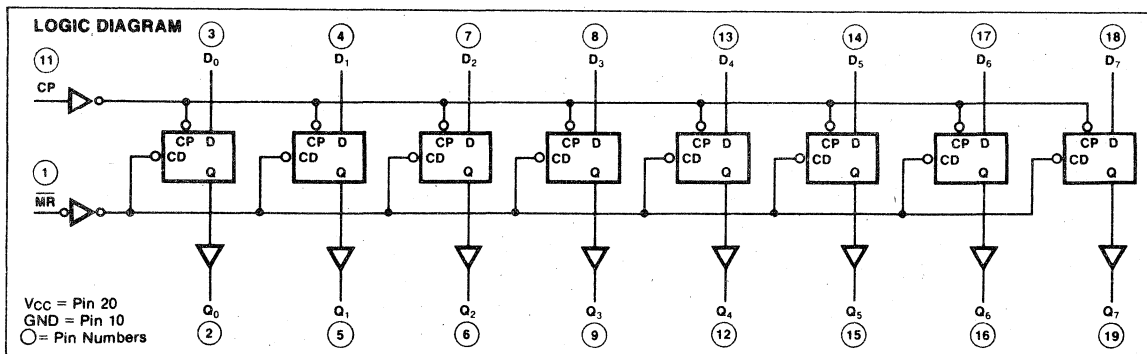 LOGIC DIAGRAM
3 4 7 8 13 14 17 18
11 D0 D1 D2 D3 D4 D5 D6 D7
CP
CP D CP D CP D CP D CP D CP D CP D CP D
CD CD CD CD CD CD CD CD
1 Q Q Q Q Q Q Q Q
MR
VCC = Pin 20
GND = Pin 10
= Pin Numbers
Q0 Q1 Q2 Q3 Q4 Q5 Q6 Q7
2 5 6 9 12 15 16 19